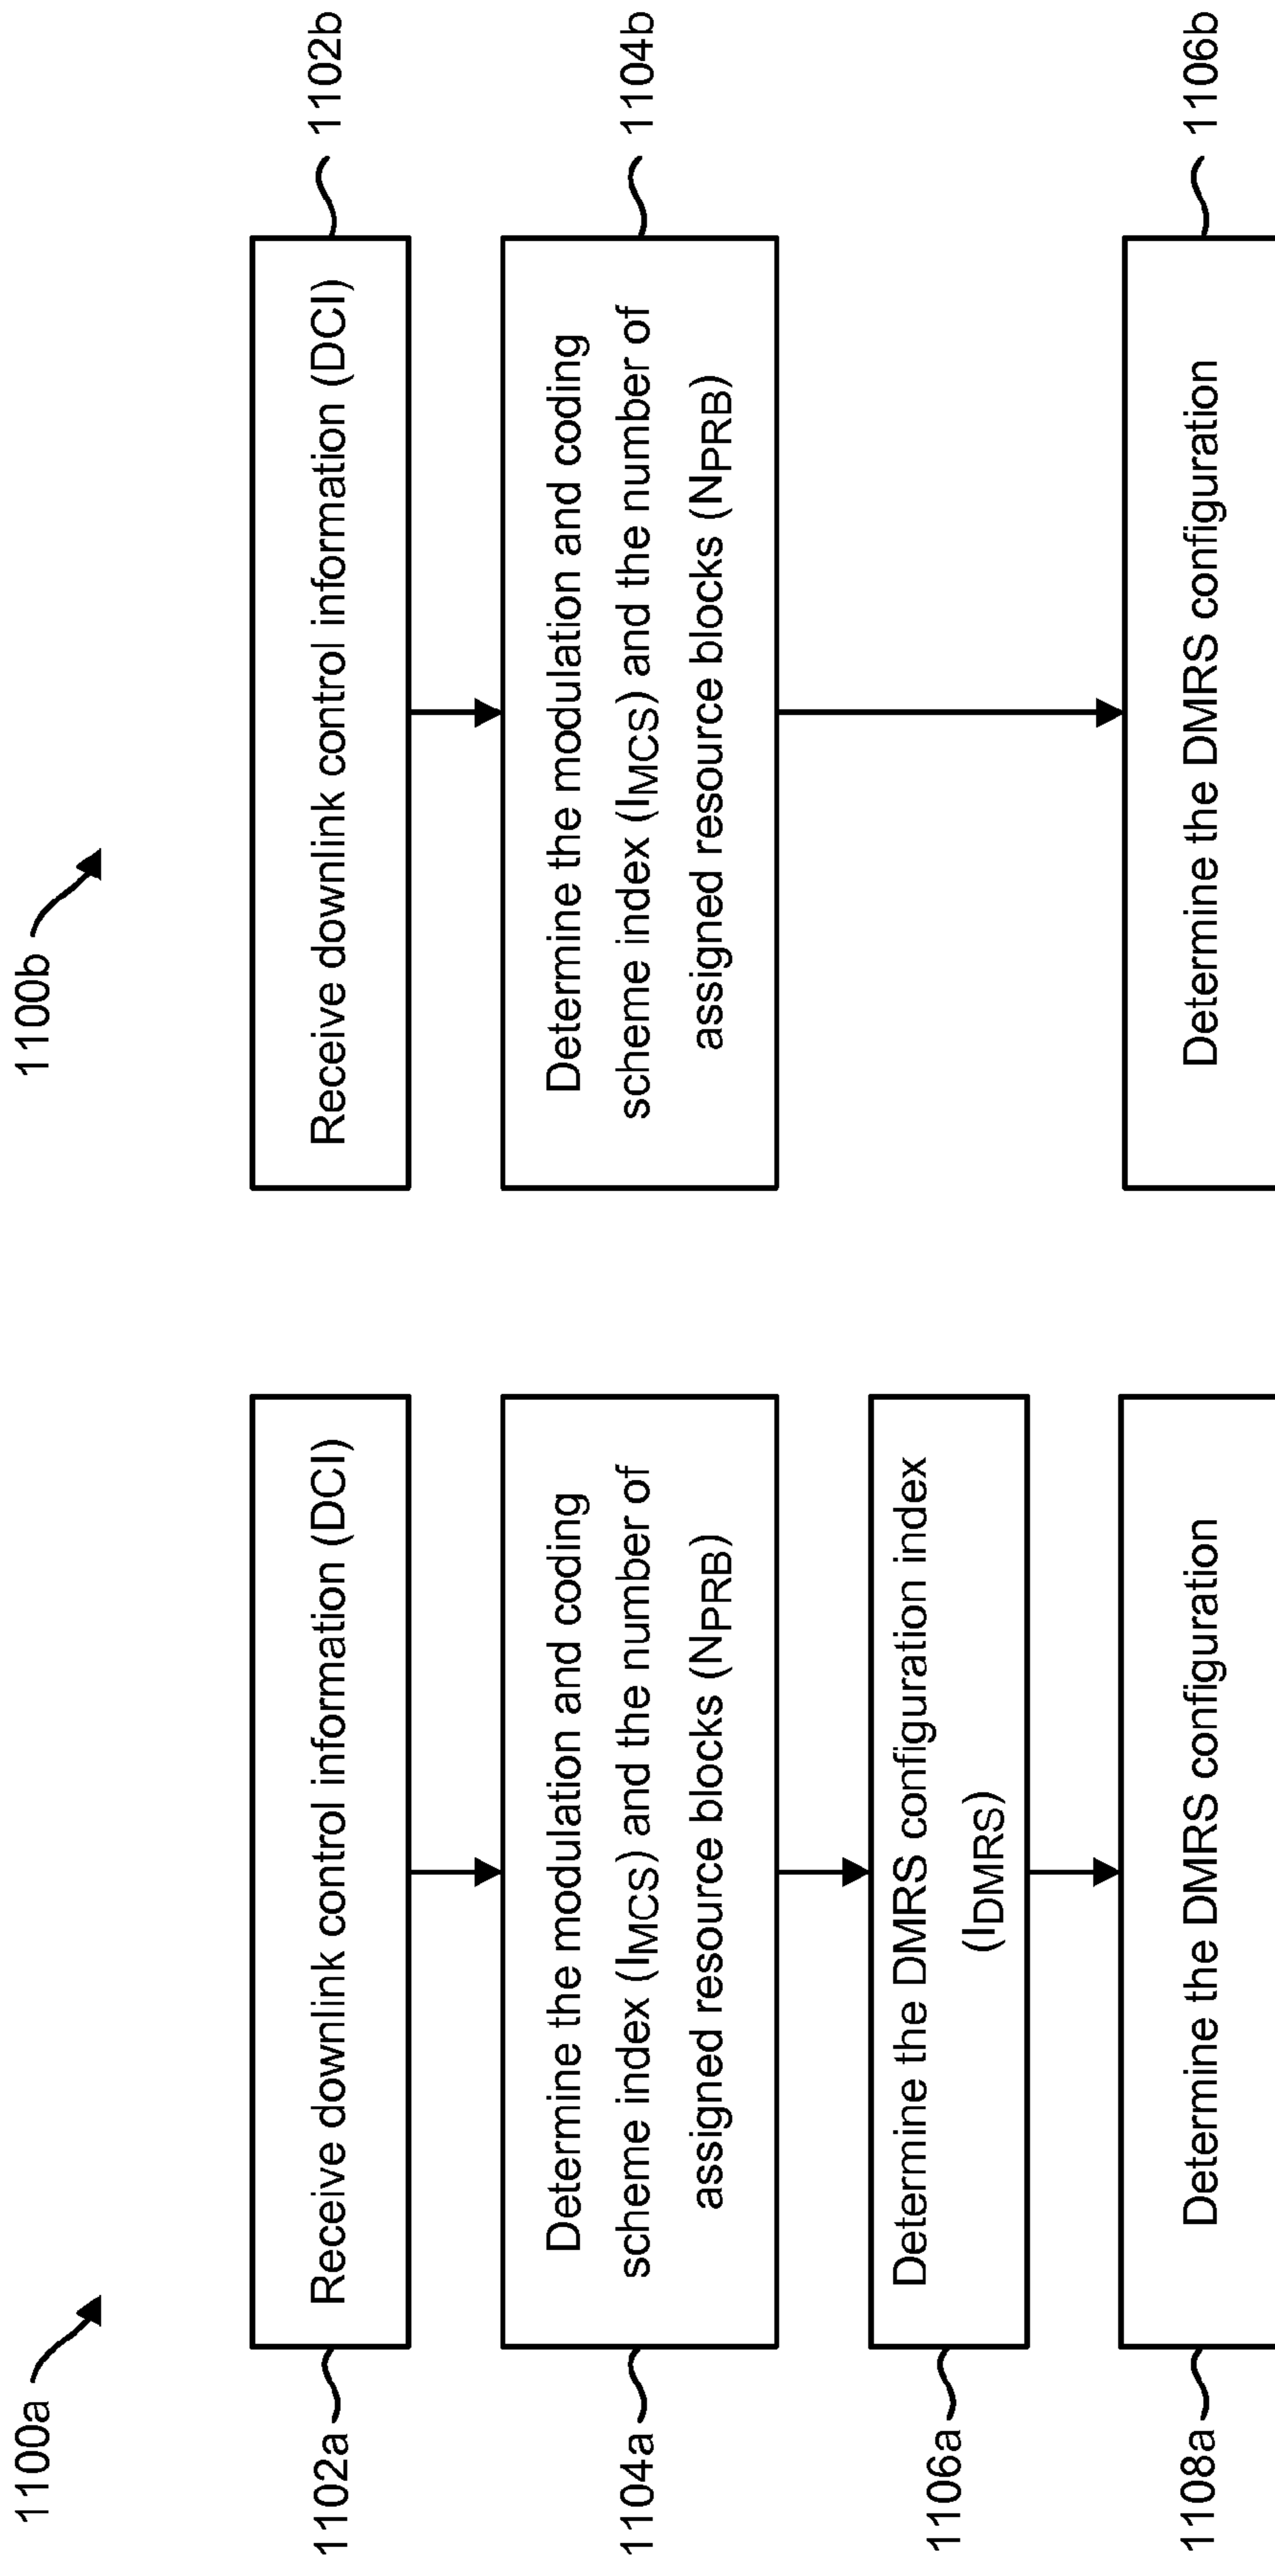 1100a
1102a
Receive downlink control information (DCI)
1104a
Determine the modulation and coding
scheme index (IMCS) and the number of
assigned resource blocks (NPRB)
1106a
Determine the DMRS configuration index
(IDMRS)
1108a
Determine the DMRS configuration
1100b
Receive downlink control information (DCI)
1102b
Determine the modulation and coding
scheme index (IMCS) and the number of
assigned resource blocks (NPRB)
1104b
Determine the DMRS configuration
1106b